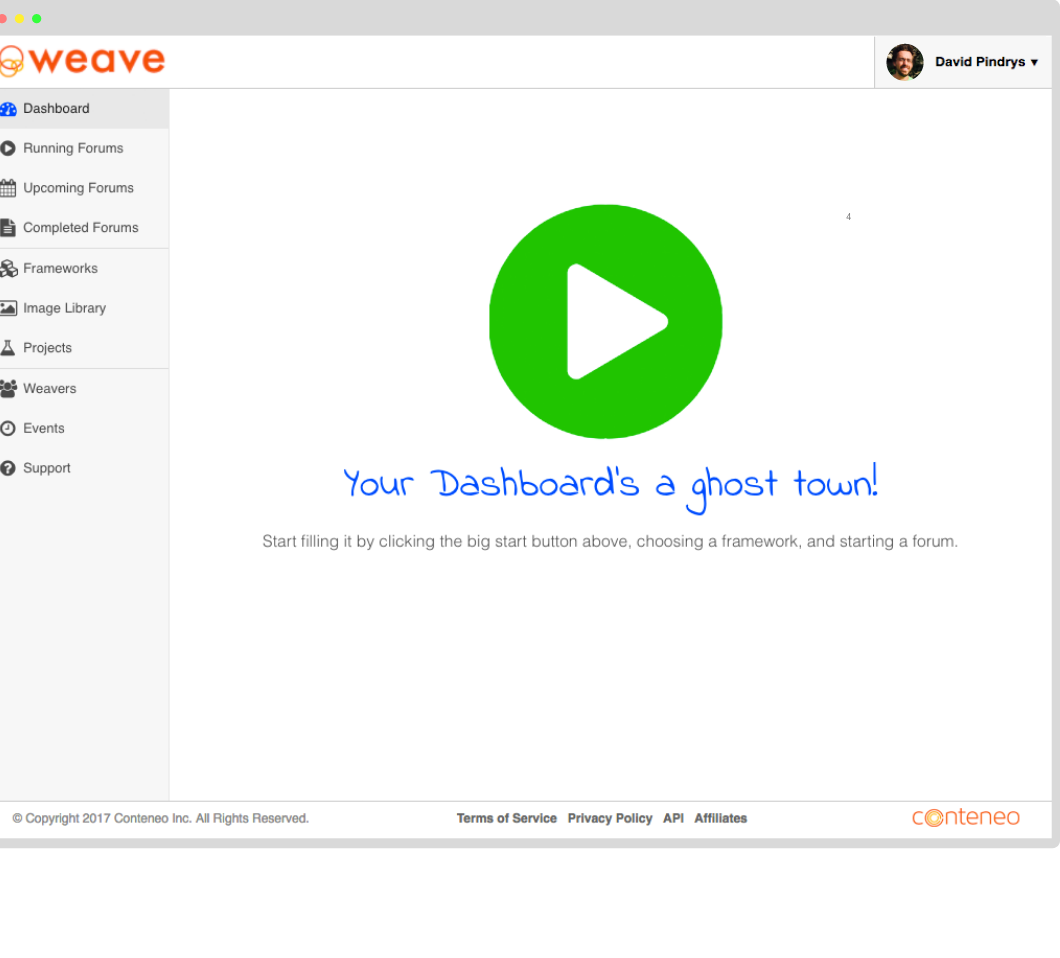 weave
David Pindrys ▾
Dashboard
Running Forums
Upcoming Forums
Completed Forums
Frameworks
Image Library
Projects
Weavers
Events
Support
4
Your Dashboard's a ghost town!
Start filling it by clicking the big start button above, choosing a framework, and starting a forum.
© Copyright 2017 Conteneo Inc. All Rights Reserved.
Terms of Service Privacy Policy API Affiliates
conteneo